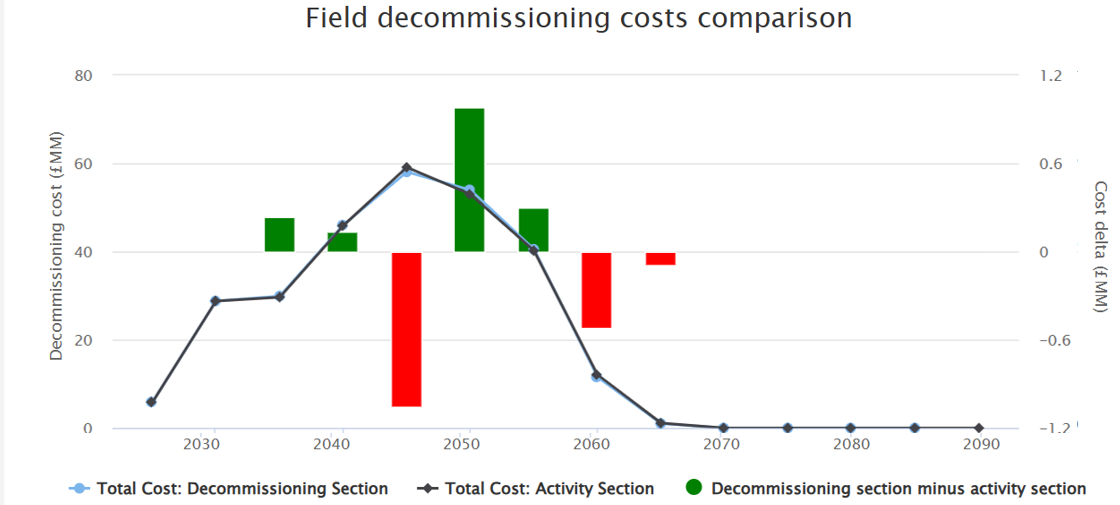 Field decommissioning costs comparison
80
60
40
20
0
Decommissioning cost (£MM)
1.2
0.6
0
-0.6
-1.2
Cost delta (£MM)
2030 2040 2050 2060 2070 2080 2090
Total Cost: Decommissioning Section Total Cost: Activity Section Decommissioning section minus activity section